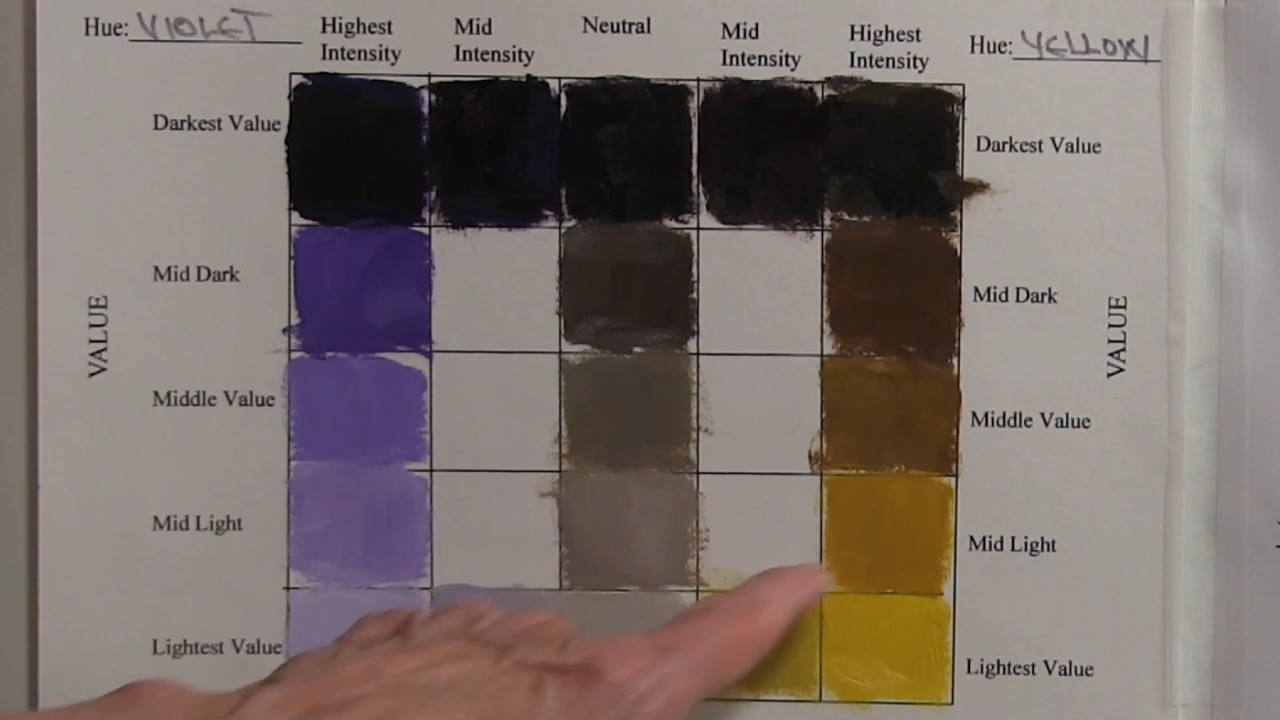 Hue: VIOLET
Highest
Intensity
Mid
Intensity
Neutral
Mid
Intensity
Highest
Intensity
Hue: YELLOW
Darkest Value
Darkest Value
Mid Dark
Mid Dark
VALUE
VALUE
Middle Value
Middle Value
Mid Light
Mid Light
Lightest Value
Lightest Value